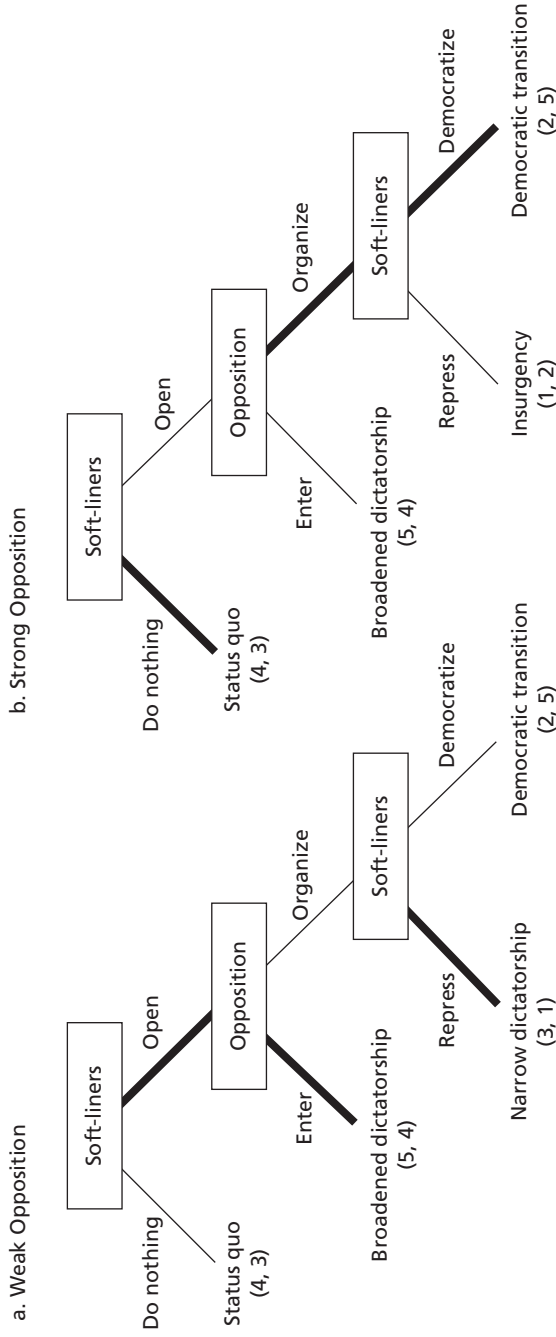 a. Weak Opposition
Soft-liners
Do nothing
Open
Status quo
(4, 3)
Opposition
Enter
Organize
Broadened dictatorship
(5, 4)
Soft-liners
Repress
Democratize
Narrow dictatorship
(3, 1)
Democratic transition
(2, 5)
b. Strong Opposition
Soft-liners
Do nothing
Open
Status quo
(4, 3)
Opposition
Enter
Organize
Broadened dictatorship
(5, 4)
Soft-liners
Repress
Democratize
Insurgency
(1, 2)
Democratic transition
(2, 5)